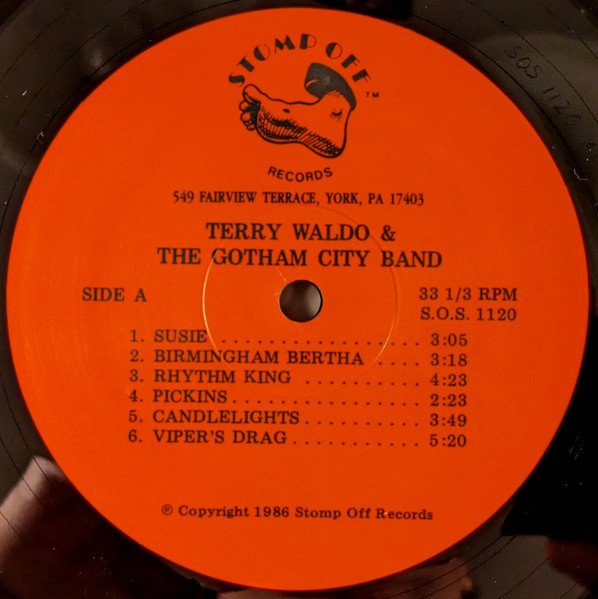 STOMP OFF
TM
RECORDS
549 FAIRVIEW TERRACE, YORK, PA 17403
TERRY WALDO &
THE GOTHAM CITY BAND
SIDE A
33 1/3 RPM
S.O.S. 1120
1. SUSIE .................... 3:05
2. BIRMINGHAM BERTHA .... 3:18
3. RHYTHM KING ........... 4:23
4. PICKINS ................. 2:23
5. CANDLELIGHTS ........... 3:49
6. VIPER'S DRAG ............ 5:20
℗ Copyright 1986 Stomp Off Records
SOS 1120